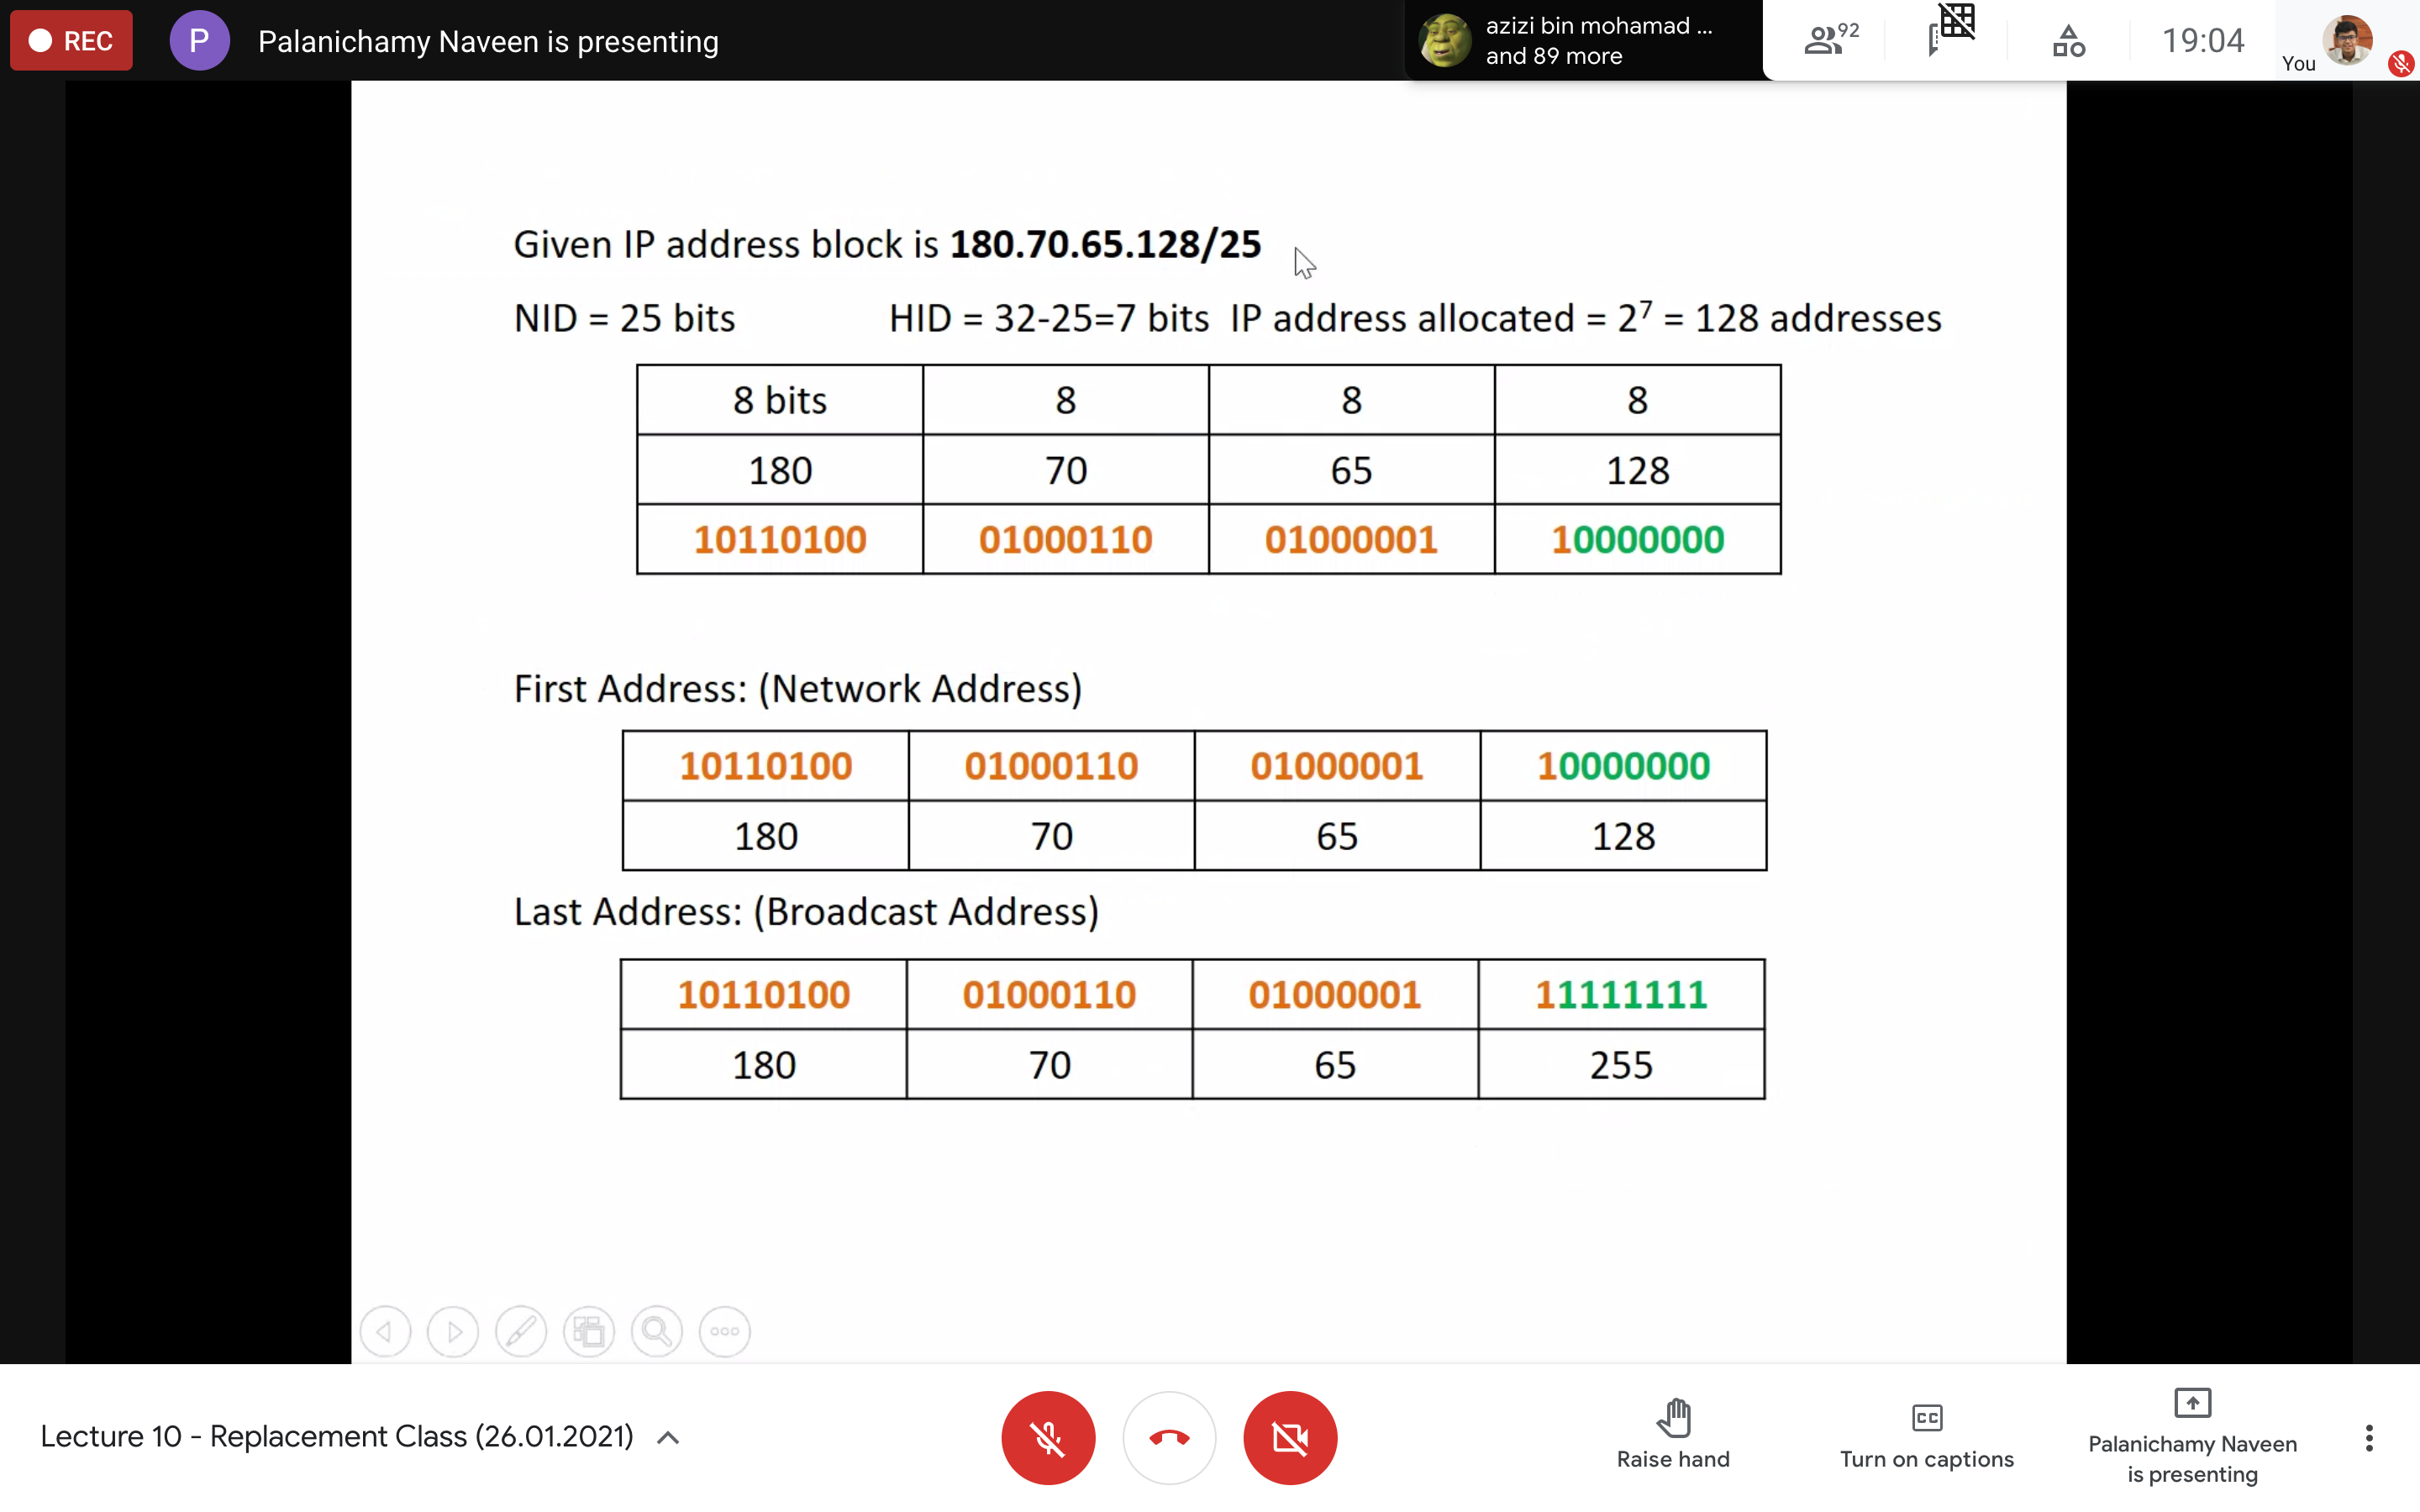 REC
P
Palanichamy Naveen is presenting
azizi bin mohamad ...
and 89 more
92
19:04
You
Given IP address block is 180.70.65.128/25
NID = 25 bits HID = 32-25=7 bits IP address allocated = 2⁷ = 128 addresses
8 bits 8 8 8
180 70 65 128
10110100 01000110 01000001 10000000
First Address: (Network Address)
10110100 01000110 01000001 10000000
180 70 65 128
Last Address: (Broadcast Address)
10110100 01000110 01000001 11111111
180 70 65 255
Lecture 10 - Replacement Class (26.01.2021)
Raise hand
CC
Turn on captions
Palanichamy Naveen
is presenting